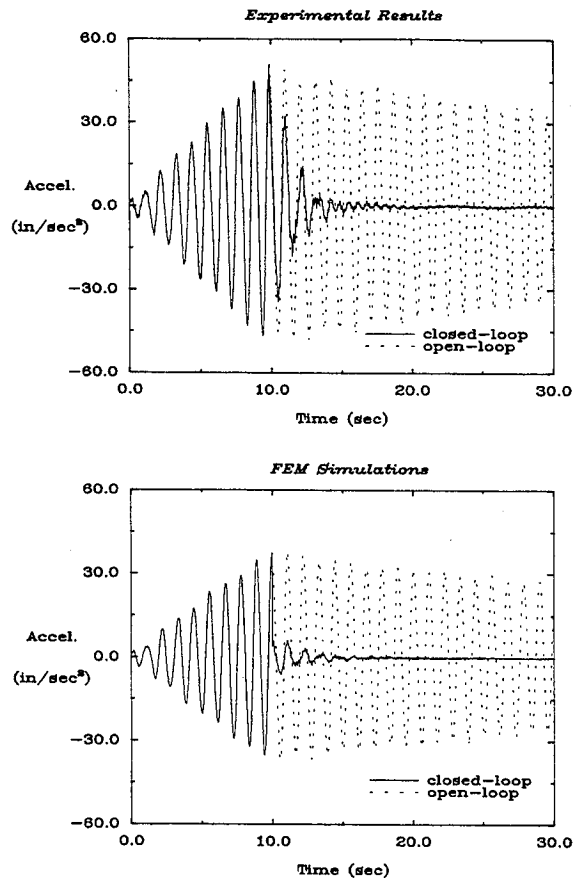 Experimental Results
60.0
30.0
Accel.
0.0
(in/sec²)
−30.0
closed−loop
open−loop
−60.0
0.0 10.0 20.0 30.0
Time (sec)
FEM Simulations
60.0
30.0
Accel.
0.0
(in/sec²)
−30.0
closed−loop
open−loop
−60.0
0.0 10.0 20.0 30.0
Time (sec)